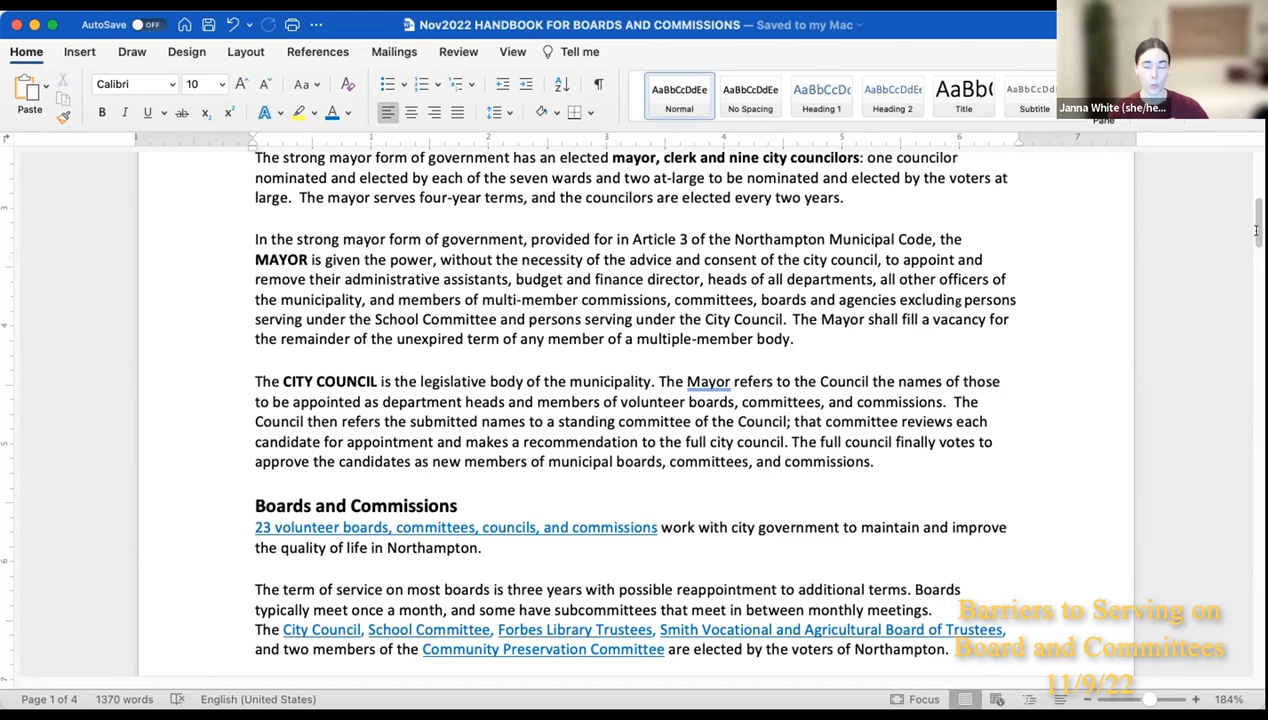 AutoSave OFF
Nov2022 HANDBOOK FOR BOARDS AND COMMISSIONS — Saved to my Mac
Home Insert Draw Design Layout References Mailings Review View Tell me
Paste
Calibri 10
AaBbCcDdEe AaBbCcDdEe AaBbCcDc AaBbCcDdEe AaBb( AaBbCcDdEe
Normal No Spacing Heading 1 Heading 2 Title Subtitle
Pane
Janna White (she/he...
1 1 2 3 4 5 6 7
The strong mayor form of government has an elected mayor, clerk and nine city councilors: one councilor
nominated and elected by each of the seven wards and two at-large to be nominated and elected by the voters at
large. The mayor serves four-year terms, and the councilors are elected every two years.
In the strong mayor form of government, provided for in Article 3 of the Northampton Municipal Code, the
MAYOR is given the power, without the necessity of the advice and consent of the city council, to appoint and
remove their administrative assistants, budget and finance director, heads of all departments, all other officers of
the municipality, and members of multi-member commissions, committees, boards and agencies excluding persons
serving under the School Committee and persons serving under the City Council. The Mayor shall fill a vacancy for
the remainder of the unexpired term of any member of a multiple-member body.
The CITY COUNCIL is the legislative body of the municipality. The Mayor refers to the Council the names of those
to be appointed as department heads and members of volunteer boards, committees, and commissions. The
Council then refers the submitted names to a standing committee of the Council; that committee reviews each
candidate for appointment and makes a recommendation to the full city council. The full council finally votes to
approve the candidates as new members of municipal boards, committees, and commissions.
Boards and Commissions
23 volunteer boards, committees, councils, and commissions work with city government to maintain and improve
the quality of life in Northampton.
The term of service on most boards is three years with possible reappointment to additional terms. Boards
typically meet once a month, and some have subcommittees that meet in between monthly meetings.
The City Council, School Committee, Forbes Library Trustees, Smith Vocational and Agricultural Board of Trustees,
and two members of the Community Preservation Committee are elected by the voters of Northampton.
Barriers to Serving on
Board and Committees
11/9/22
Page 1 of 4 1370 words English (United States) Focus 184%